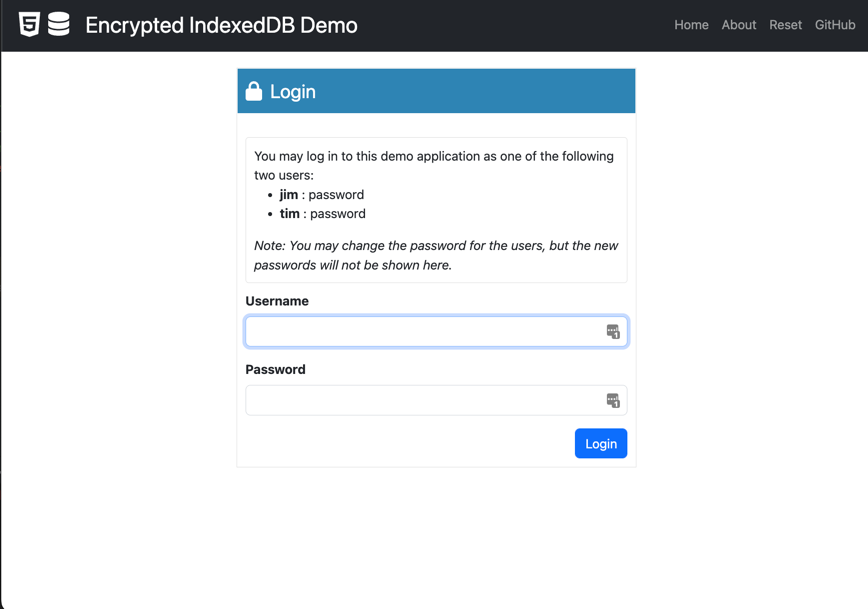 Encrypted IndexedDB Demo
Home About Reset GitHub
Login
You may log in to this demo application as one of the following
two users:
• jim : password
• tim : password
Note: You may change the password for the users, but the new
passwords will not be shown here.
Username
1
Password
1
Login